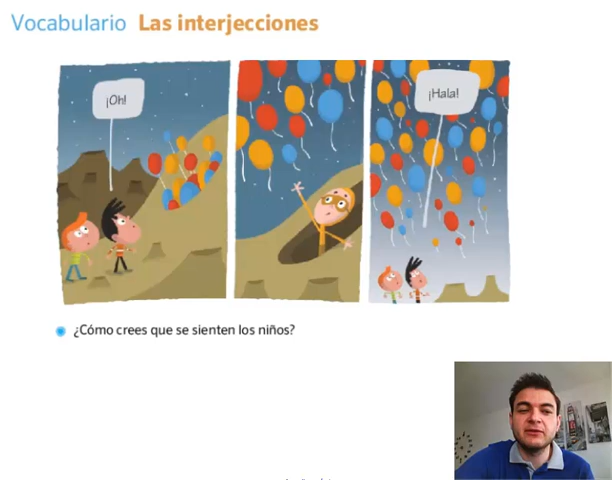 Vocabulario Las interjecciones
¡Oh!
¡Hala!
¿Cómo crees que se sienten los niños?